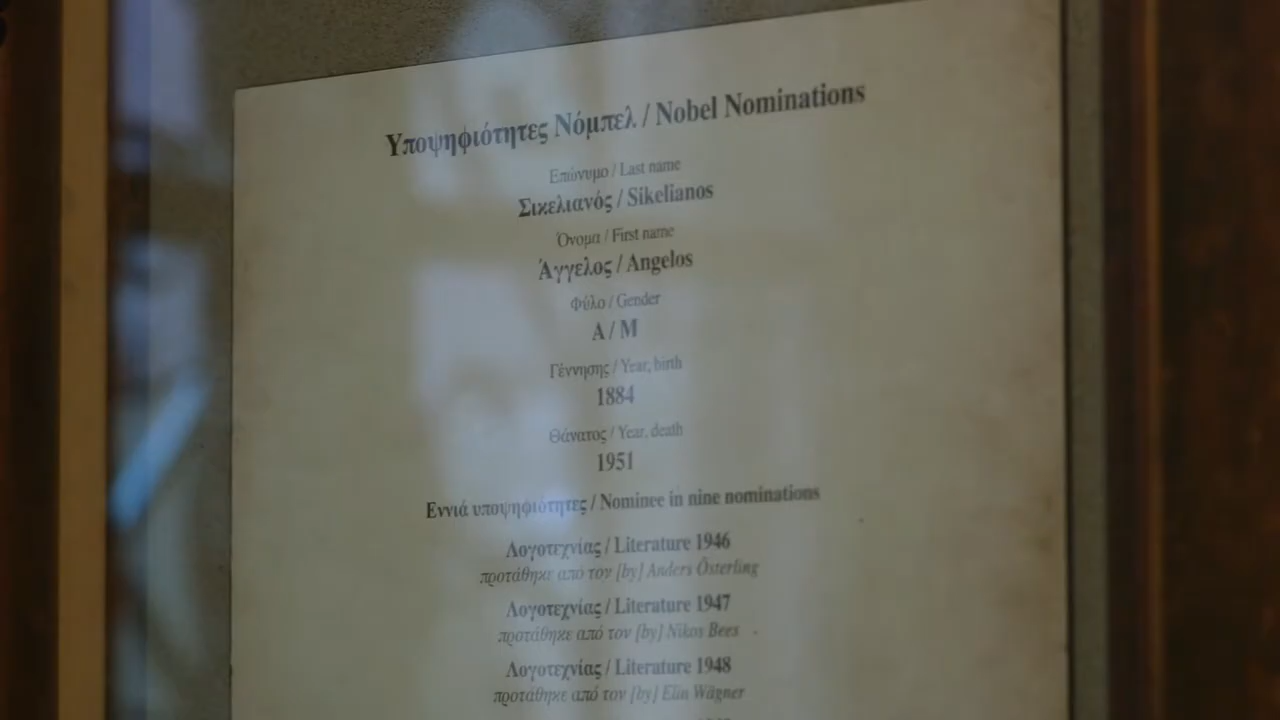 Υποψηφιότητες Νόμπελ / Nobel Nominations
Επώνυμο / Last name
Σικελιανός / Sikelianos
Όνομα / First name
Άγγελος / Angelos
Φύλο / Gender
Α / M
Γέννησης / Year, birth
1884
Θάνατος / Year, death
1951
Εννιά υποψηφιότητες / Nominee in nine nominations
Λογοτεχνίας / Literature 1946
προτάθηκε από τον [by] Anders Österling
Λογοτεχνίας / Literature 1947
προτάθηκε από τον [by] Nikos Bees
Λογοτεχνίας / Literature 1948
προτάθηκε από τον [by] Elin Wägner